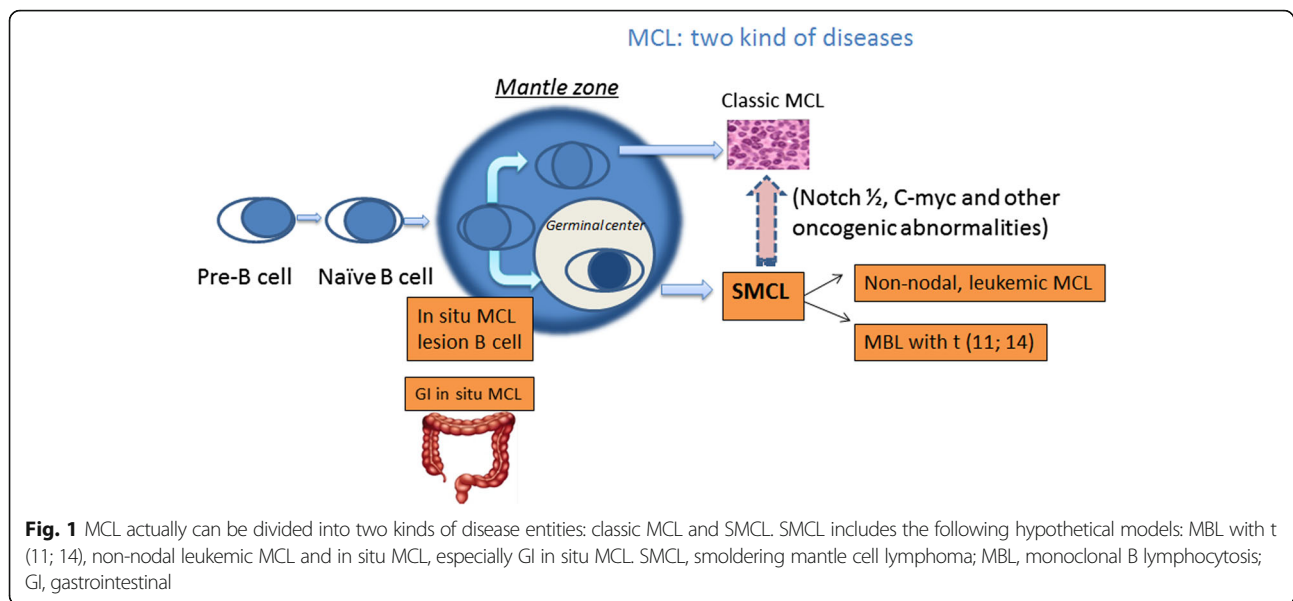 MCL: two kind of diseases
Mantle zone
Classic MCL
(Notch ½, C-myc and other
oncogenic abnormalities)
Germinal center
Pre-B cell
Naïve B cell
SMCL
Non-nodal, leukemic MCL
MBL with t (11; 14)
In situ MCL
lesion B cell
GI in situ MCL
Fig. 1 MCL actually can be divided into two kinds of disease entities: classic MCL and SMCL. SMCL includes the following hypothetical models: MBL with t
(11; 14), non-nodal leukemic MCL and in situ MCL, especially GI in situ MCL. SMCL, smoldering mantle cell lymphoma; MBL, monoclonal B lymphocytosis;
GI, gastrointestinal